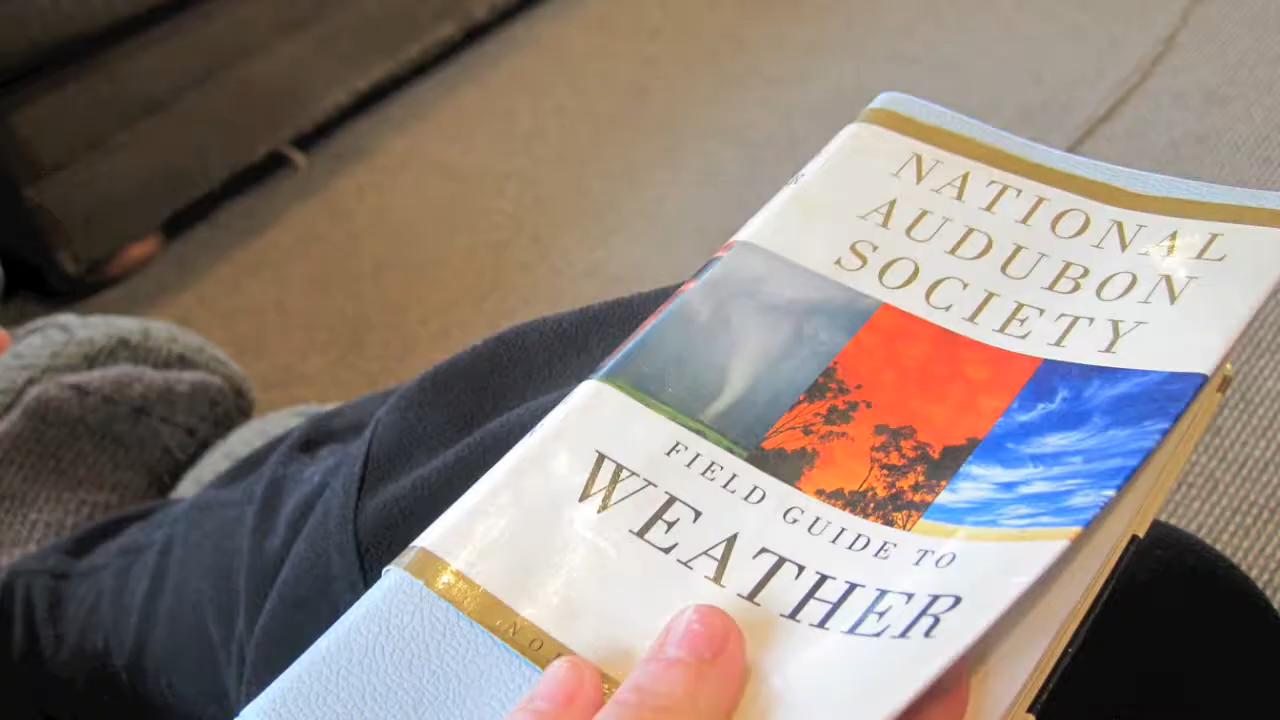 NATIONAL
AUDUBON
SOCIETY
FIELD GUIDE TO
WEATHER